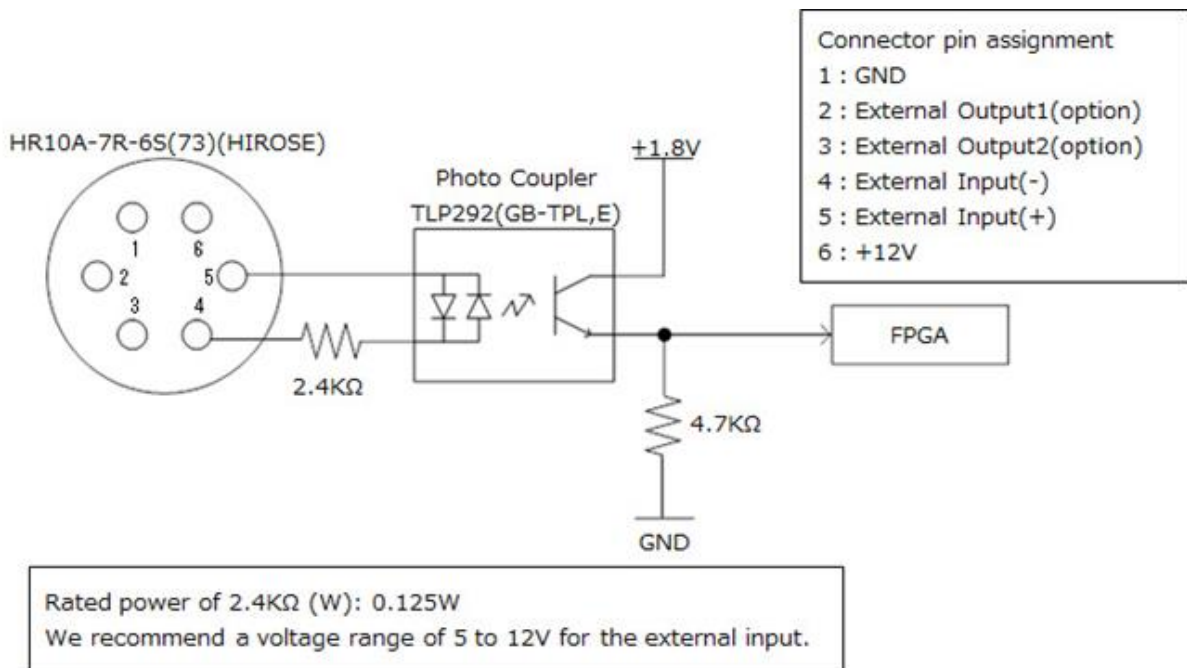 Connector pin assignment
1 : GND
2 : External Output1(option)
3 : External Output2(option)
4 : External Input(-)
5 : External Input(+)
6 : +12V
HR10A-7R-6S(73)(HIROSE)
+1.8V
Photo Coupler
TLP292(GB-TPL,E)
1
6
2
5
3
4
FPGA
2.4KΩ
4.7KΩ
GND
Rated power of 2.4KΩ (W): 0.125W
We recommend a voltage range of 5 to 12V for the external input.